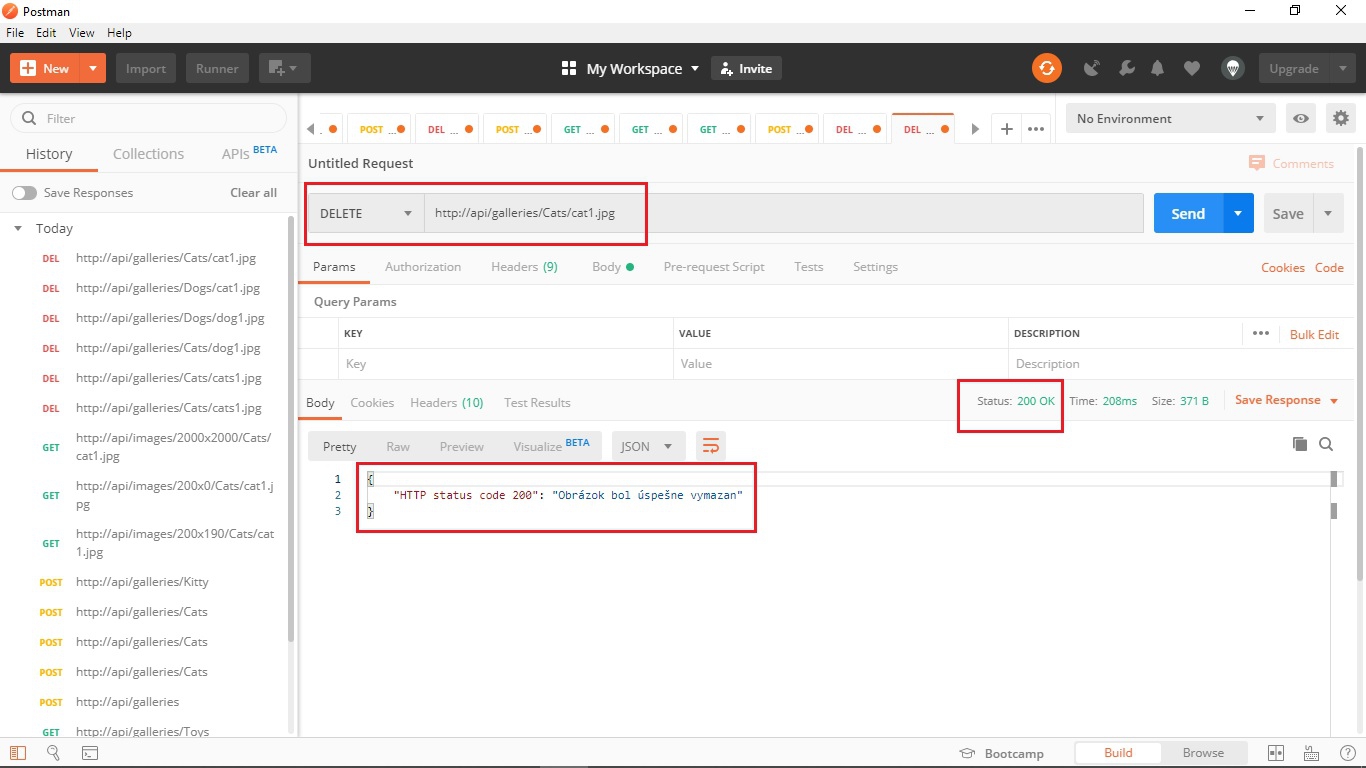 Postman
File Edit View Help
New Import Runner My Workspace Invite Upgrade
Filter
History Collections APIs BETA
Save Responses Clear all
Today
DEL http://api/galleries/Cats/cat1.jpg
DEL http://api/galleries/Dogs/cat1.jpg
DEL http://api/galleries/Dogs/dog1.jpg
DEL http://api/galleries/Cats/dog1.jpg
DEL http://api/galleries/Cats/cats1.jpg
DEL http://api/galleries/Cats/cats1.jpg
GET http://api/images/2000x2000/Cats/
cat1.jpg
GET http://api/images/200x0/Cats/cat1.j
pg
GET http://api/images/200x190/Cats/cat
1.jpg
POST http://api/galleries/Kitty
POST http://api/galleries/Cats
POST http://api/galleries/Cats
POST http://api/galleries/Cats
POST http://api/galleries
GET http://api/galleries/Toys
. POST ... DEL ... POST ... GET ... GET ... GET ... POST ... DEL ... DEL ... No Environment
Untitled Request Comments
DELETE http://api/galleries/Cats/cat1.jpg Send Save
Params Authorization Headers (9) Body Pre-request Script Tests Settings Cookies Code
Query Params
KEY VALUE DESCRIPTION Bulk Edit
Key Value Description
Body Cookies Headers (10) Test Results Status: 200 OK Time: 208ms Size: 371 B Save Response
Pretty Raw Preview Visualize BETA JSON
1 {
2 "HTTP status code 200": "Obrázok bol úspešne vymazan"
3 }
Bootcamp Build Browse